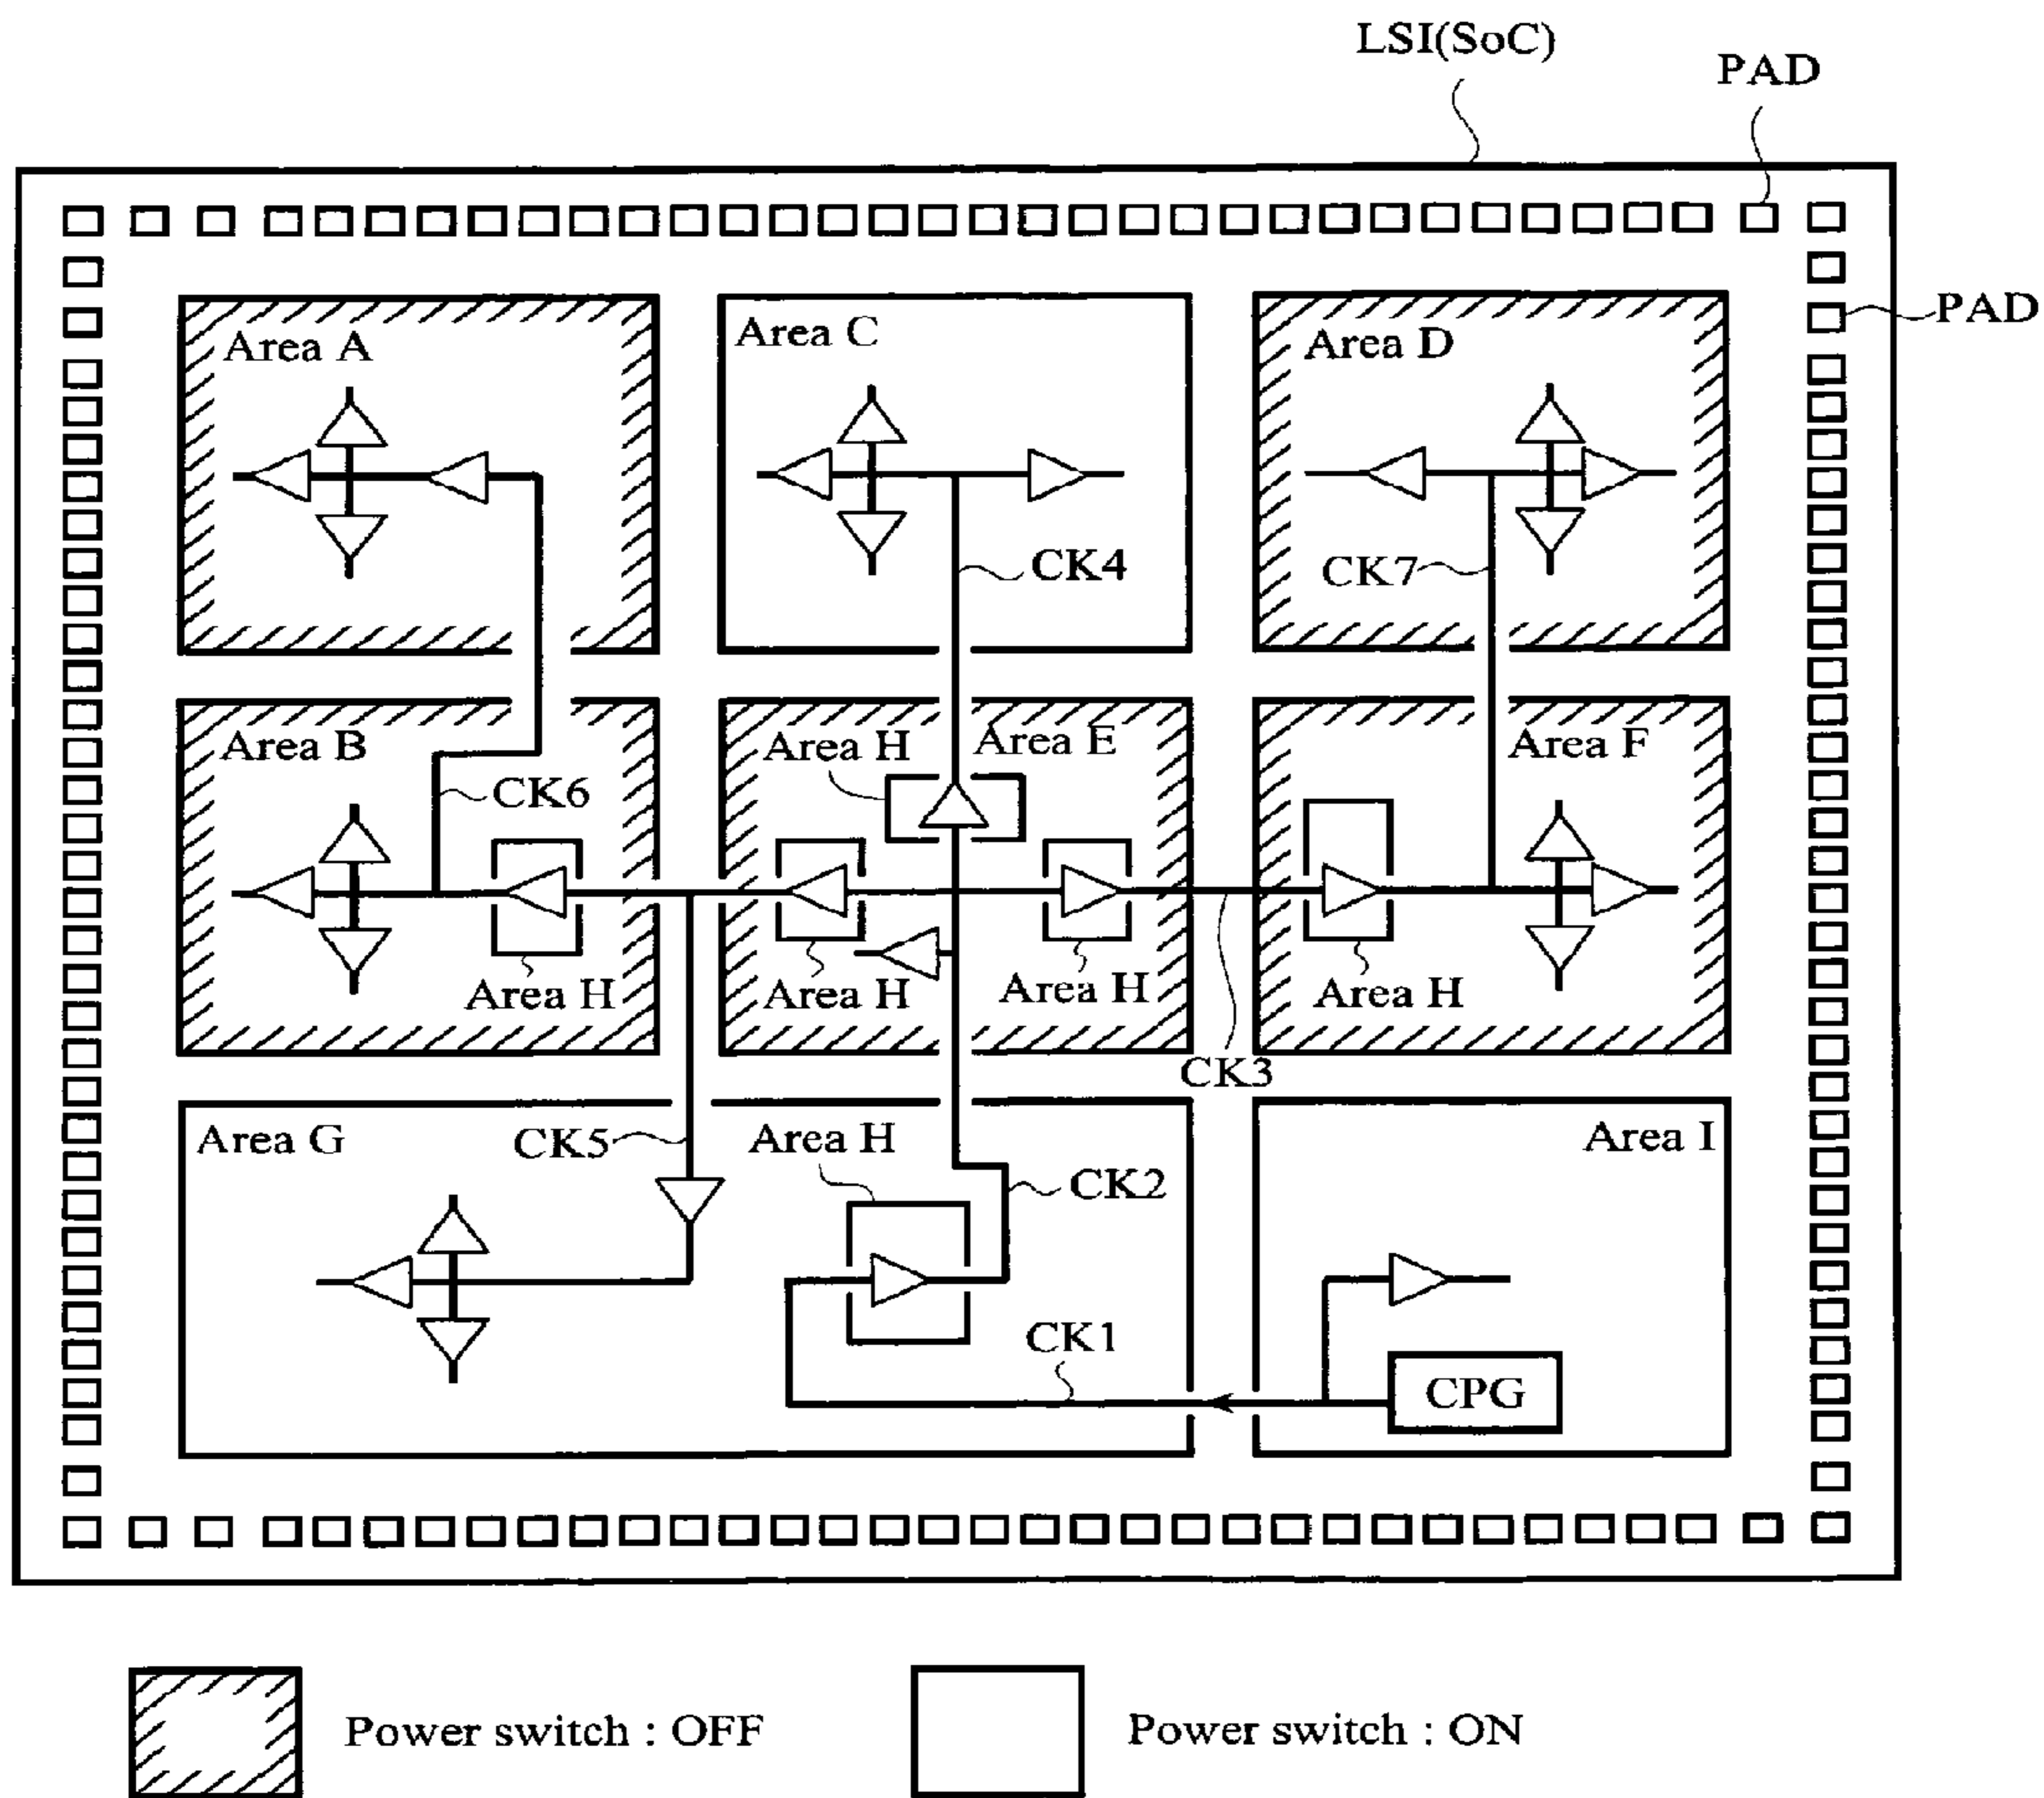 LSI(SoC)
PAD
PAD
Area A
Area C
Area D
CK4
CK7
Area B
Area H
Area E
Area F
CK6
Area H
Area H
Area H
Area H
CK3
Area G
CK5
Area H
Area I
CK2
CK1
CPG
Power switch : OFF
Power switch : ON